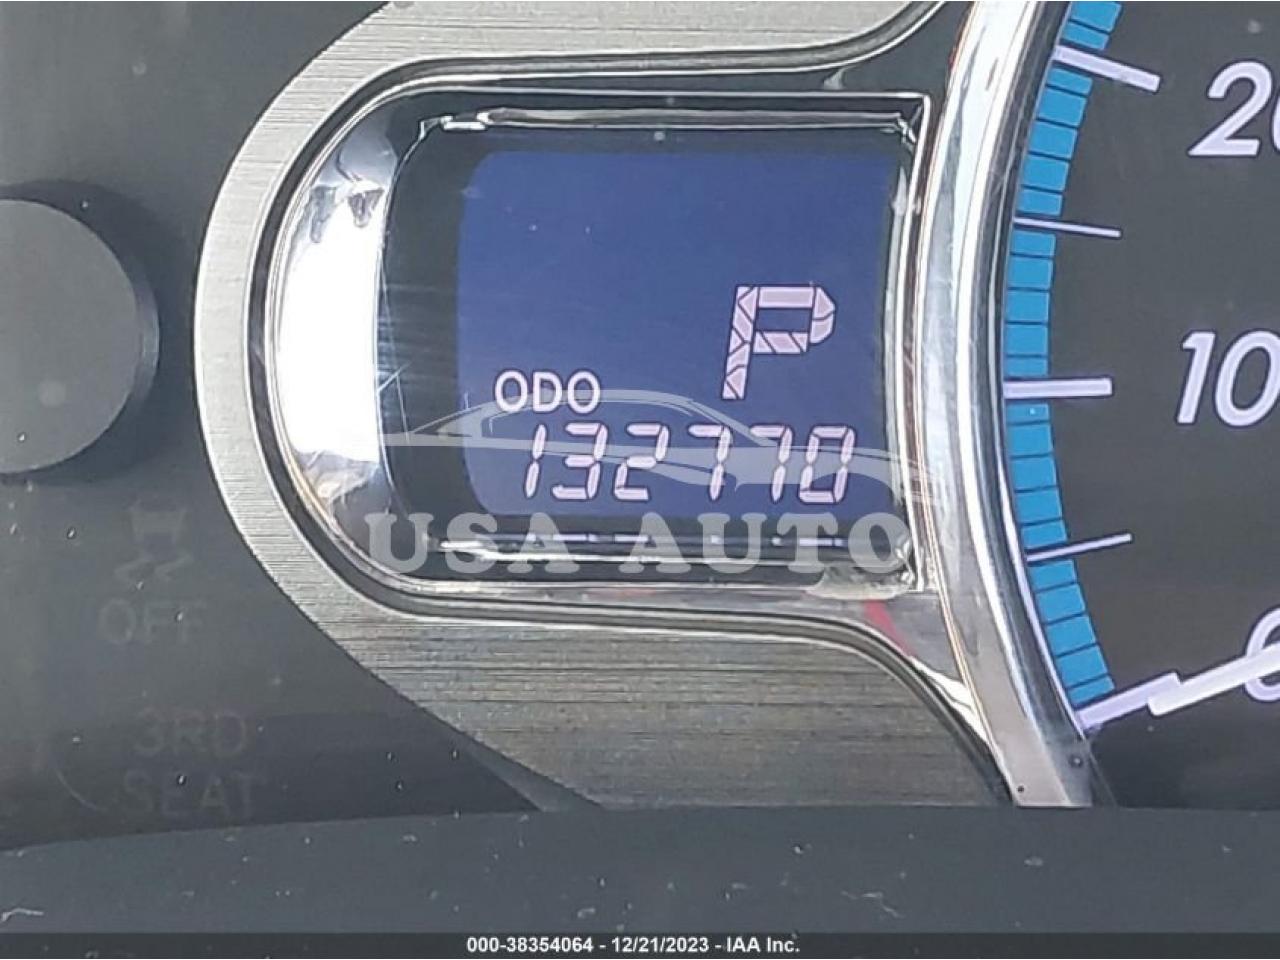 20
P
ODO
10
132770
USA AUTO
OFF
3RD
SEAT
000-38354064 - 12/21/2023 - IAA Inc.